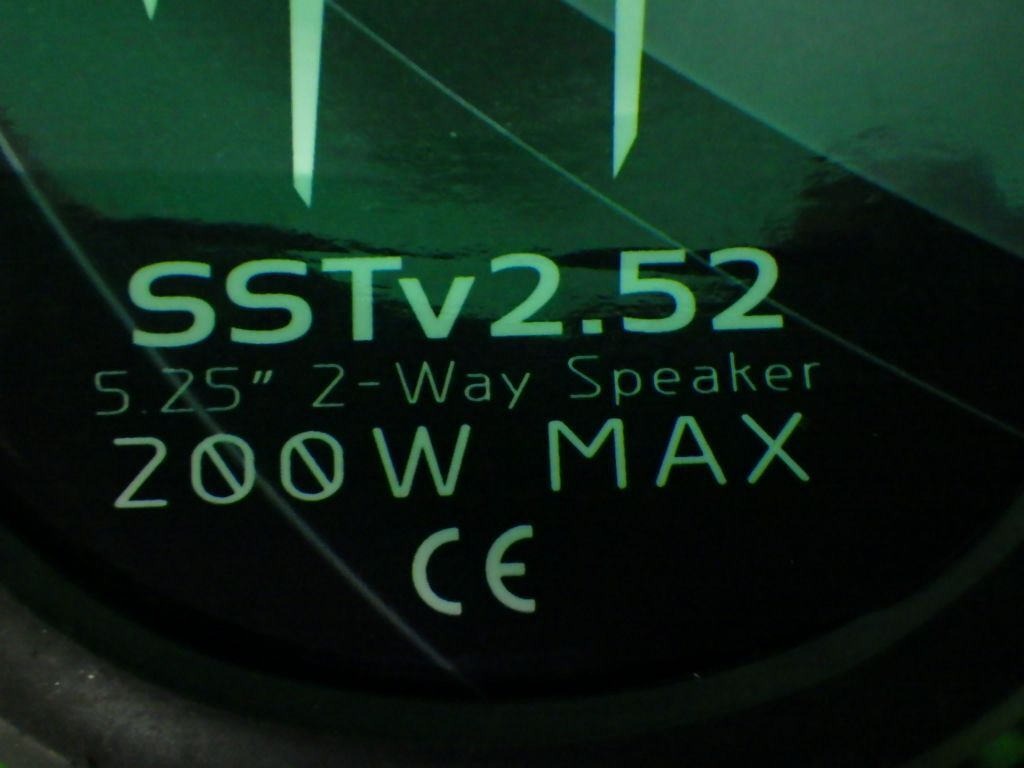 SSTv2.52
5.25" 2-Way Speaker
200W MAX
CE